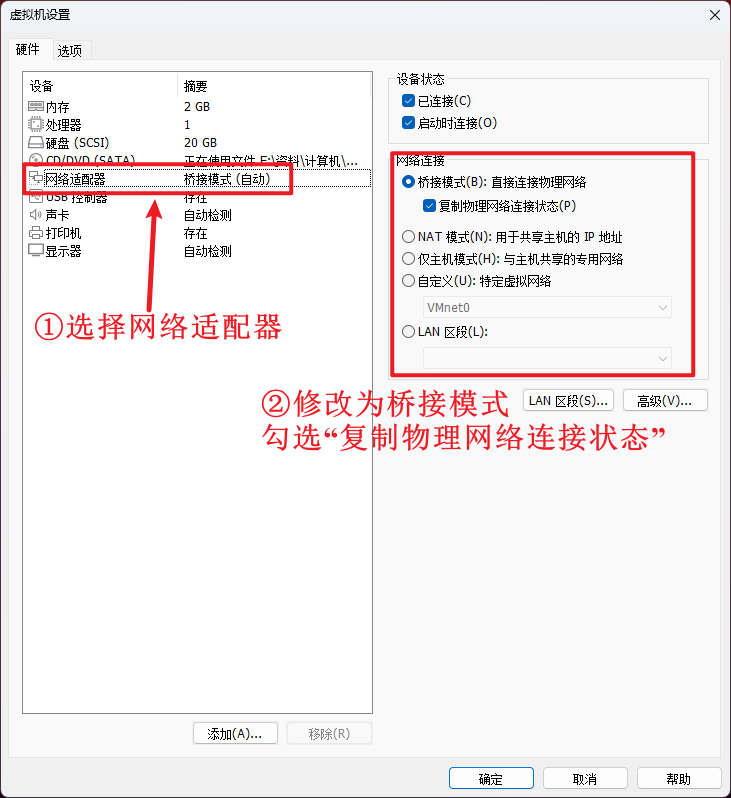 虚拟机设置
硬件 选项
设备 摘要
内存 2 GB
处理器 1
硬盘 (SCSI) 20 GB
CD/DVD (SATA) 正在使用文件 E:\资料\计算机\...
网络适配器 桥接模式 (自动)
USB 控制器 存在
声卡 自动检测
打印机 存在
显示器 自动检测
①选择网络适配器
添加(A)... 移除(R)
设备状态
已连接(C)
启动时连接(O)
网络连接
桥接模式(B): 直接连接物理网络
复制物理网络连接状态(P)
NAT 模式(N): 用于共享主机的 IP 地址
仅主机模式(H): 与主机共享的专用网络
自定义(U): 特定虚拟网络
VMnet0
LAN 区段(L):
LAN 区段(S)... 高级(V)...
②修改为桥接模式
勾选“复制物理网络连接状态”
确定 取消 帮助